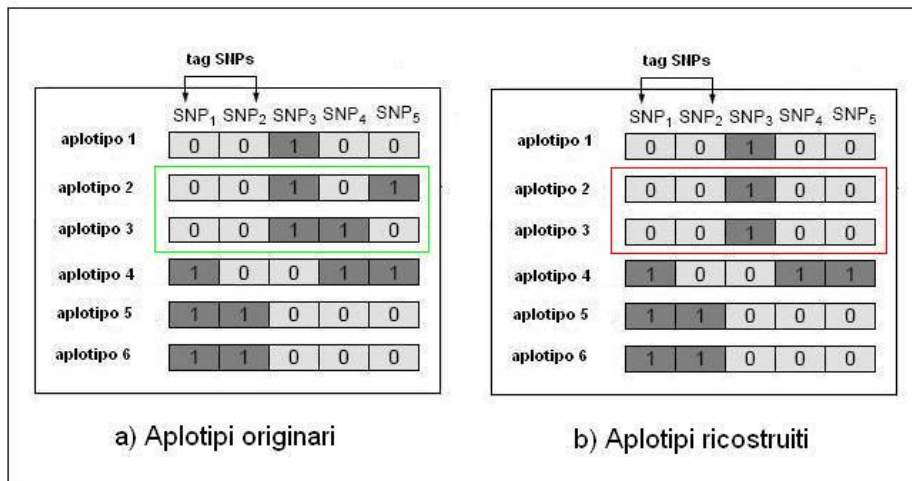 tag SNPs
SNP1 SNP2 SNP3 SNP4 SNP5
aplotipo 1 0 0 1 0 0
aplotipo 2 0 0 1 0 1
aplotipo 3 0 0 1 1 0
aplotipo 4 1 0 0 1 1
aplotipo 5 1 1 0 0 0
aplotipo 6 1 1 0 0 0
a) Aplotipi originari
tag SNPs
SNP1 SNP2 SNP3 SNP4 SNP5
aplotipo 1 0 0 1 0 0
aplotipo 2 0 0 1 0 0
aplotipo 3 0 0 1 0 0
aplotipo 4 1 0 0 1 1
aplotipo 5 1 1 0 0 0
aplotipo 6 1 1 0 0 0
b) Aplotipi ricostruiti